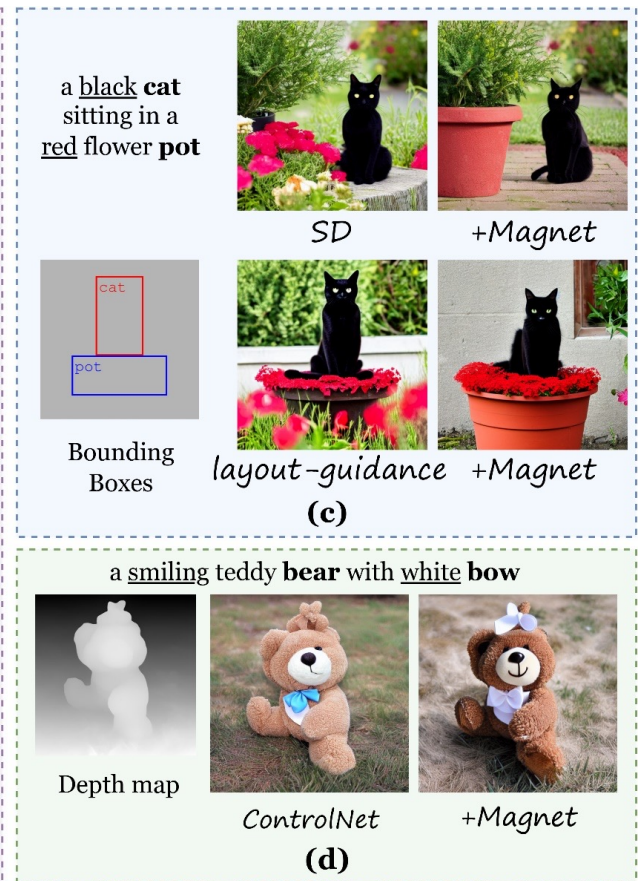 a black cat
sitting in a
red flower pot
SD
+Magnet
cat
pot
Bounding
Boxes
layout-guidance
+Magnet
(c)
a smiling teddy bear with white bow
Depth map
ControlNet
+Magnet
(d)